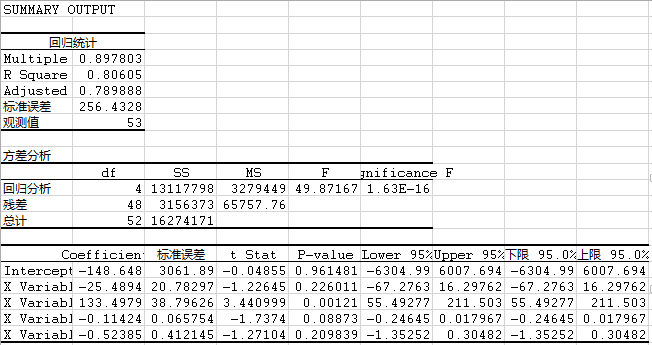 SUMMARY OUTPUT
回归统计
Multiple 0.897803
R Square 0.80605
Adjusted 0.789888
标准误差 256.4328
观测值 53
方差分析
df SS MS F gnificance F
回归分析 4 13117798 3279449 49.87167 1.63E-16
残差 48 3156373 65757.76
总计 52 16274171
Coefficien 标准误差 t Stat P-value Lower 95% Upper 95% 下限 95.0% 上限 95.0%
Intercept -148.648 3061.89 -0.04855 0.961481 -6304.99 6007.694 -6304.99 6007.694
X Variabl -25.4894 20.78297 -1.22645 0.226011 -67.2763 16.29762 -67.2763 16.29762
X Variabl 133.4979 38.79626 3.440999 0.00121 55.49277 211.503 55.49277 211.503
X Variabl -0.11424 0.065754 -1.7374 0.08873 -0.24645 0.017967 -0.24645 0.017967
X Variabl -0.52385 0.412145 -1.27104 0.209839 -1.35252 0.30482 -1.35252 0.30482